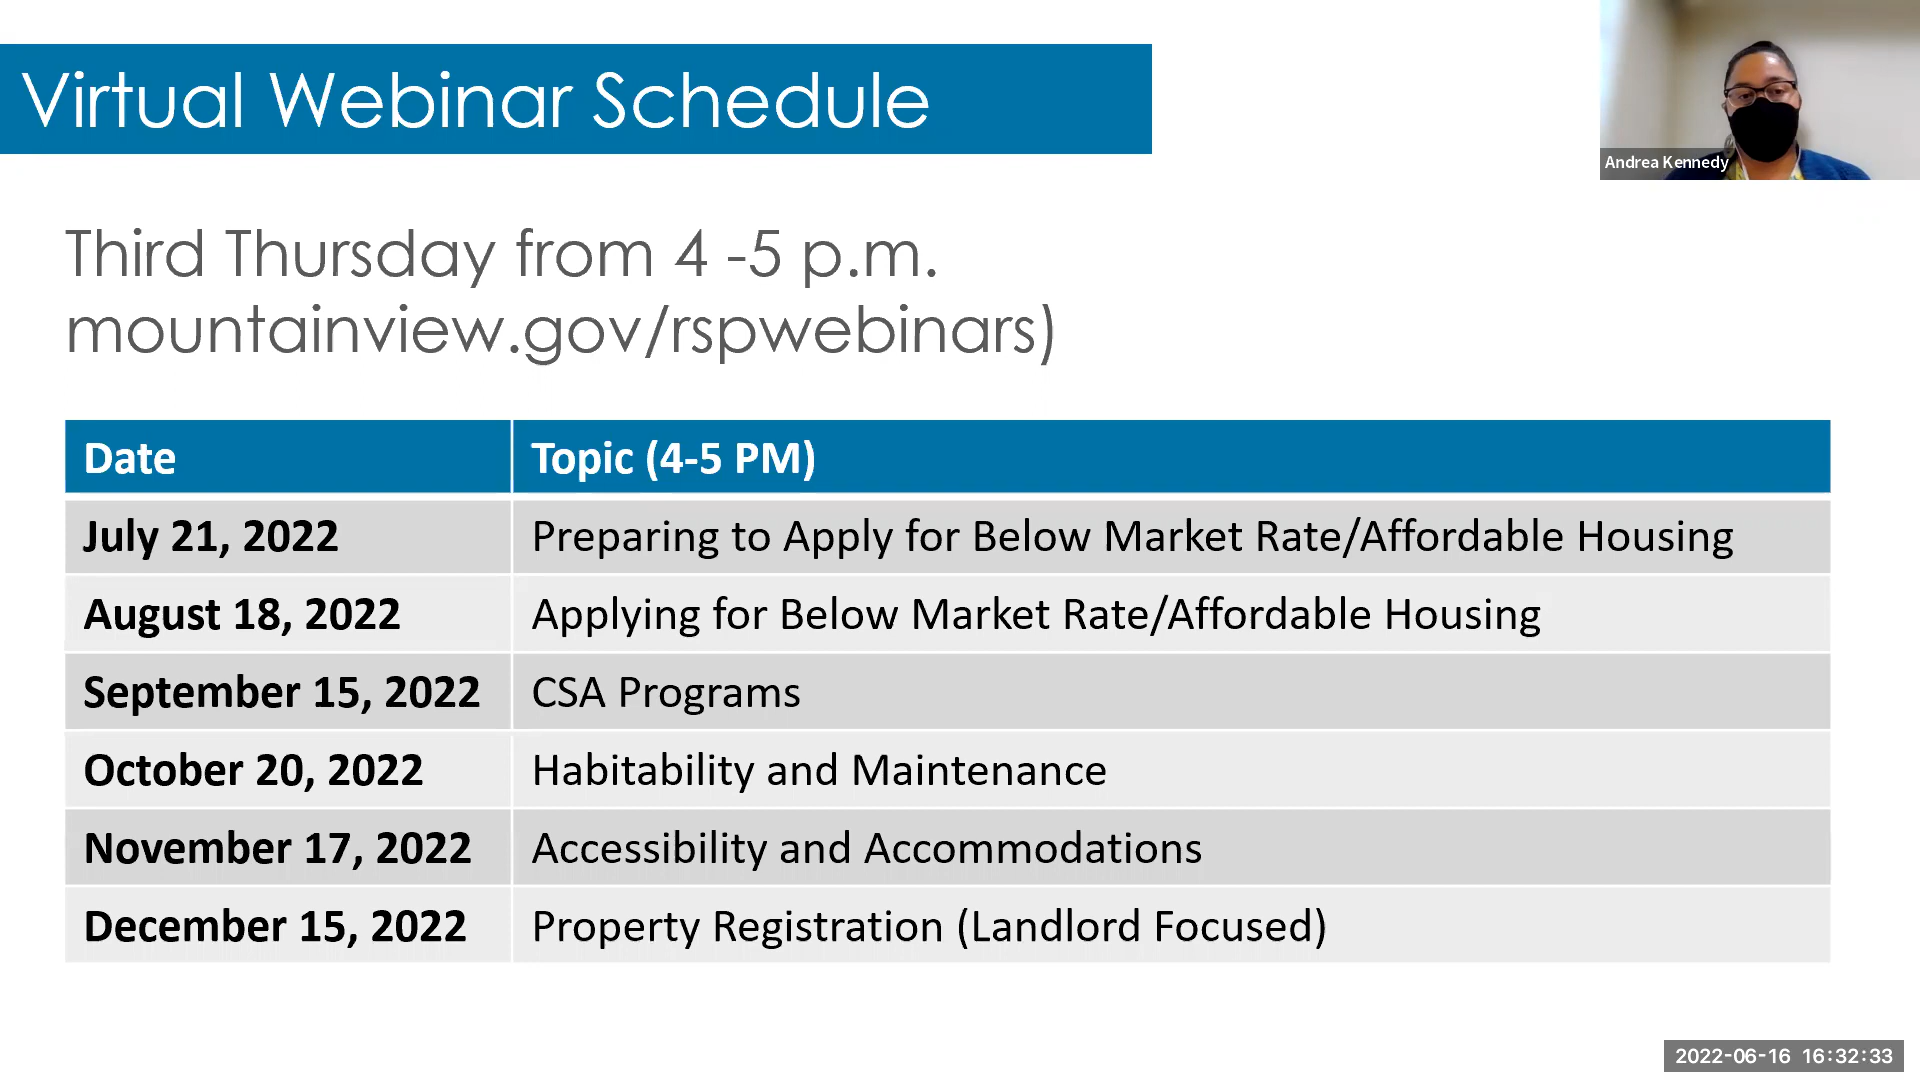 Virtual Webinar Schedule
Andrea Kennedy
Third Thursday from 4 -5 p.m.
mountainview.gov/rspwebinars)
Date Topic (4-5 PM)
July 21, 2022 Preparing to Apply for Below Market Rate/Affordable Housing
August 18, 2022 Applying for Below Market Rate/Affordable Housing
September 15, 2022 CSA Programs
October 20, 2022 Habitability and Maintenance
November 17, 2022 Accessibility and Accommodations
December 15, 2022 Property Registration (Landlord Focused)
2022-06-16 16:32:33